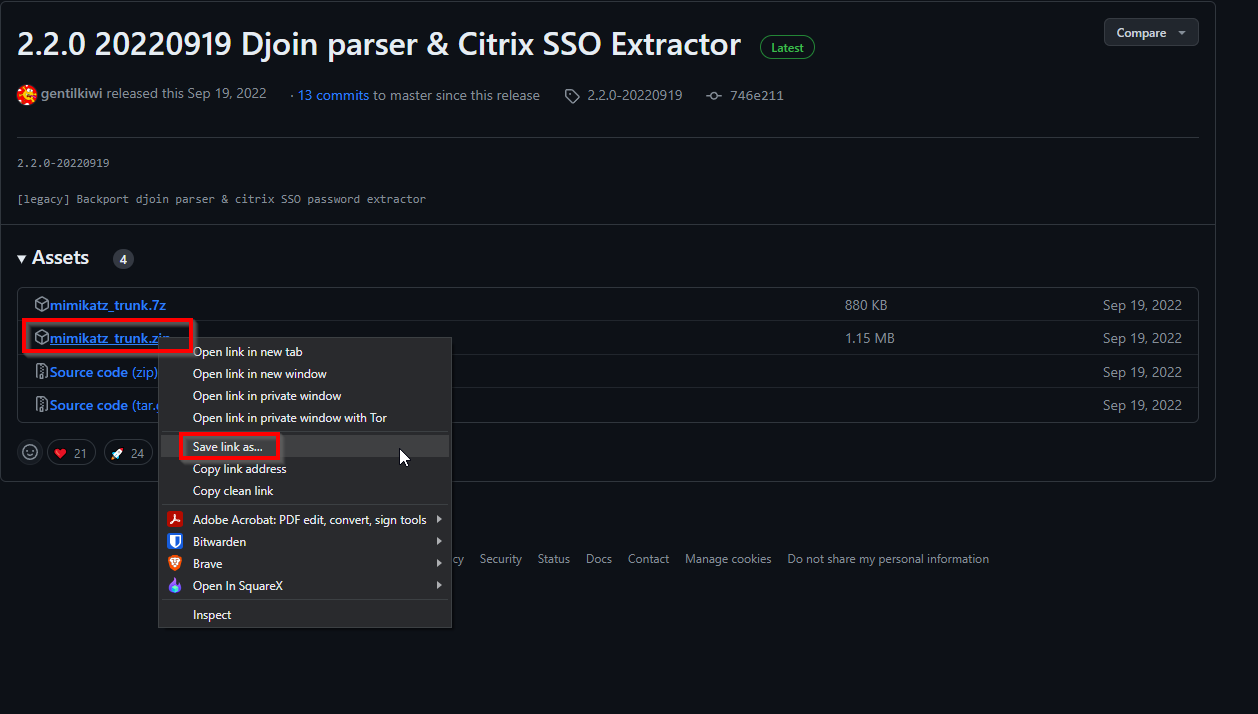 2.2.0 20220919 Djoin parser & Citrix SSO Extractor Latest Compare
gentilkiwi released this Sep 19, 2022 · 13 commits to master since this release 2.2.0-20220919 746e211
2.2.0-20220919
[legacy] Backport djoin parser & citrix SSO password extractor
Assets 4
mimikatz_trunk.7z 880 KB Sep 19, 2022
mimikatz_trunk.zip 1.15 MB Sep 19, 2022
Open link in new tab
Source code (zip) Sep 19, 2022
Open link in new window
Open link in private window
Source code (tar.g Sep 19, 2022
Open link in private window with Tor
Save link as...
21 24
Copy link address
Copy clean link
Adobe Acrobat: PDF edit, convert, sign tools
Bitwarden
cy Security Status Docs Contact Manage cookies Do not share my personal information
Brave
Open In SquareX
Inspect